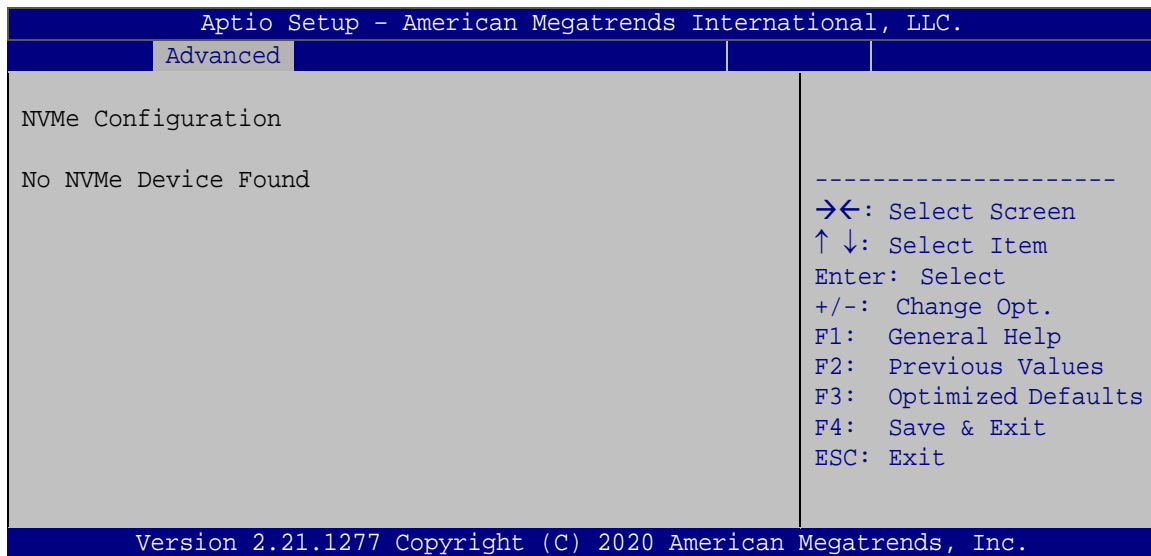 Aptio Setup – American Megatrends International, LLC.
Advanced
NVMe Configuration
No NVMe Device Found
----------------------
→←: Select Screen
↑ ↓: Select Item
Enter: Select
+/-: Change Opt.
F1: General Help
F2: Previous Values
F3: Optimized Defaults
F4: Save & Exit
ESC: Exit
Version 2.21.1277 Copyright (C) 2020 American Megatrends, Inc.